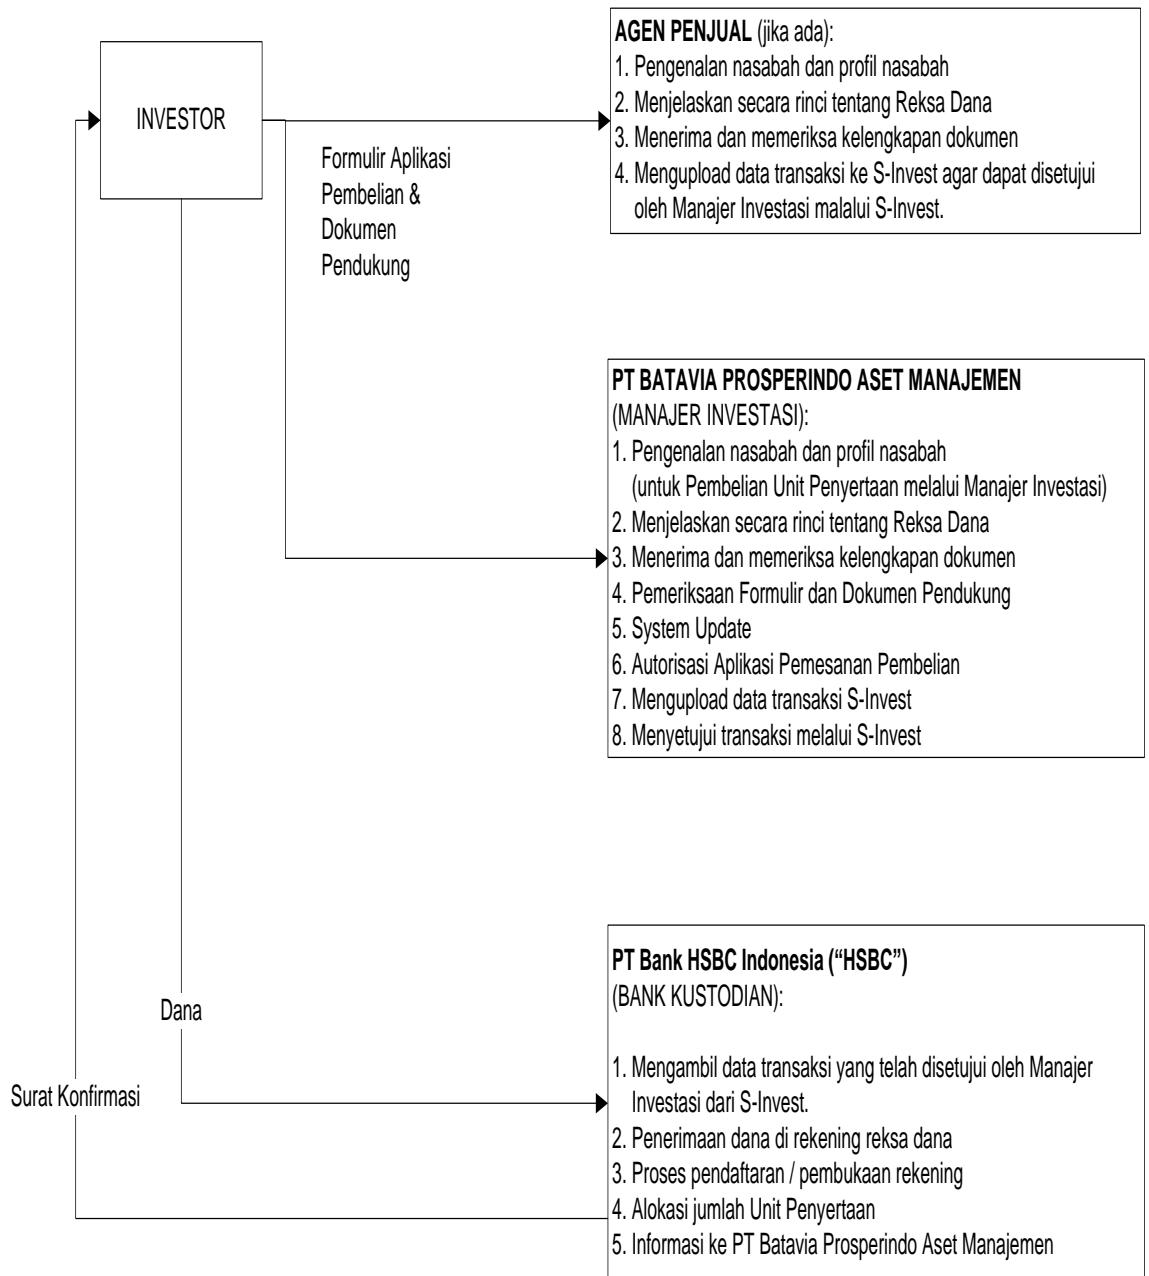 INVESTOR
Formulir Aplikasi
Pembelian &
Dokumen
Pendukung
AGEN PENJUAL (jika ada):
1. Pengenalan nasabah dan profil nasabah
2. Menjelaskan secara rinci tentang Reksa Dana
3. Menerima dan memeriksa kelengkapan dokumen
4. Mengupload data transaksi ke S-Invest agar dapat disetujui
oleh Manajer Investasi malalui S-Invest.
PT BATAVIA PROSPERINDO ASET MANAJEMEN
(MANAJER INVESTASI):
1. Pengenalan nasabah dan profil nasabah
(untuk Pembelian Unit Penyertaan melalui Manajer Investasi)
2. Menjelaskan secara rinci tentang Reksa Dana
3. Menerima dan memeriksa kelengkapan dokumen
4. Pemeriksaan Formulir dan Dokumen Pendukung
5. System Update
6. Autorisasi Aplikasi Pemesanan Pembelian
7. Mengupload data transaksi S-Invest
8. Menyetujui transaksi melalui S-Invest
Dana
Surat Konfirmasi
PT Bank HSBC Indonesia (“HSBC”)
(BANK KUSTODIAN):
1. Mengambil data transaksi yang telah disetujui oleh Manajer
Investasi dari S-Invest.
2. Penerimaan dana di rekening reksa dana
3. Proses pendaftaran / pembukaan rekening
4. Alokasi jumlah Unit Penyertaan
5. Informasi ke PT Batavia Prosperindo Aset Manajemen